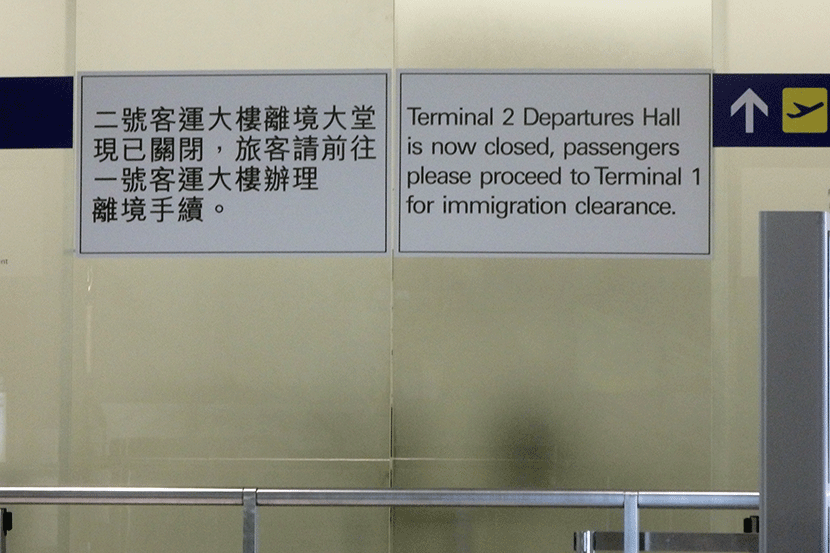 二號客運大樓離境大堂
現已關閉，旅客請前往
一號客運大樓辦理
離境手續。
Terminal 2 Departures Hall
is now closed, passengers
please proceed to Terminal 1
for immigration clearance.